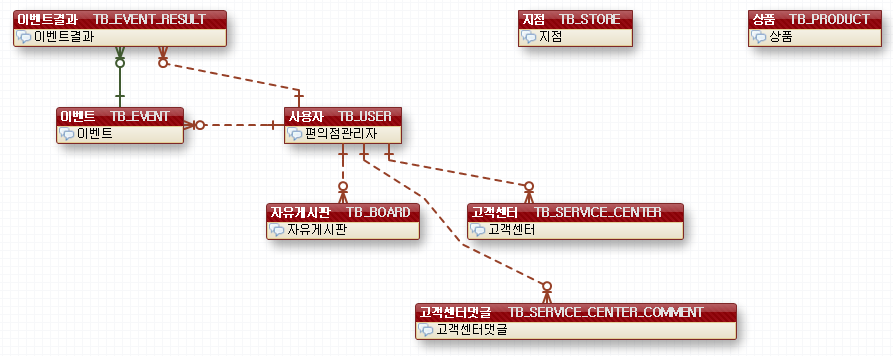 이벤트결과 TB_EVENT_RESULT
이벤트결과
지점 TB_STORE
지점
상품 TB_PRODUCT
상품
이벤트 TB_EVENT
이벤트
사용자 TB_USER
편의점관리자
자유게시판 TB_BOARD
자유게시판
고객센터 TB_SERVICE_CENTER
고객센터
고객센터댓글 TB_SERVICE_CENTER_COMMENT
고객센터댓글